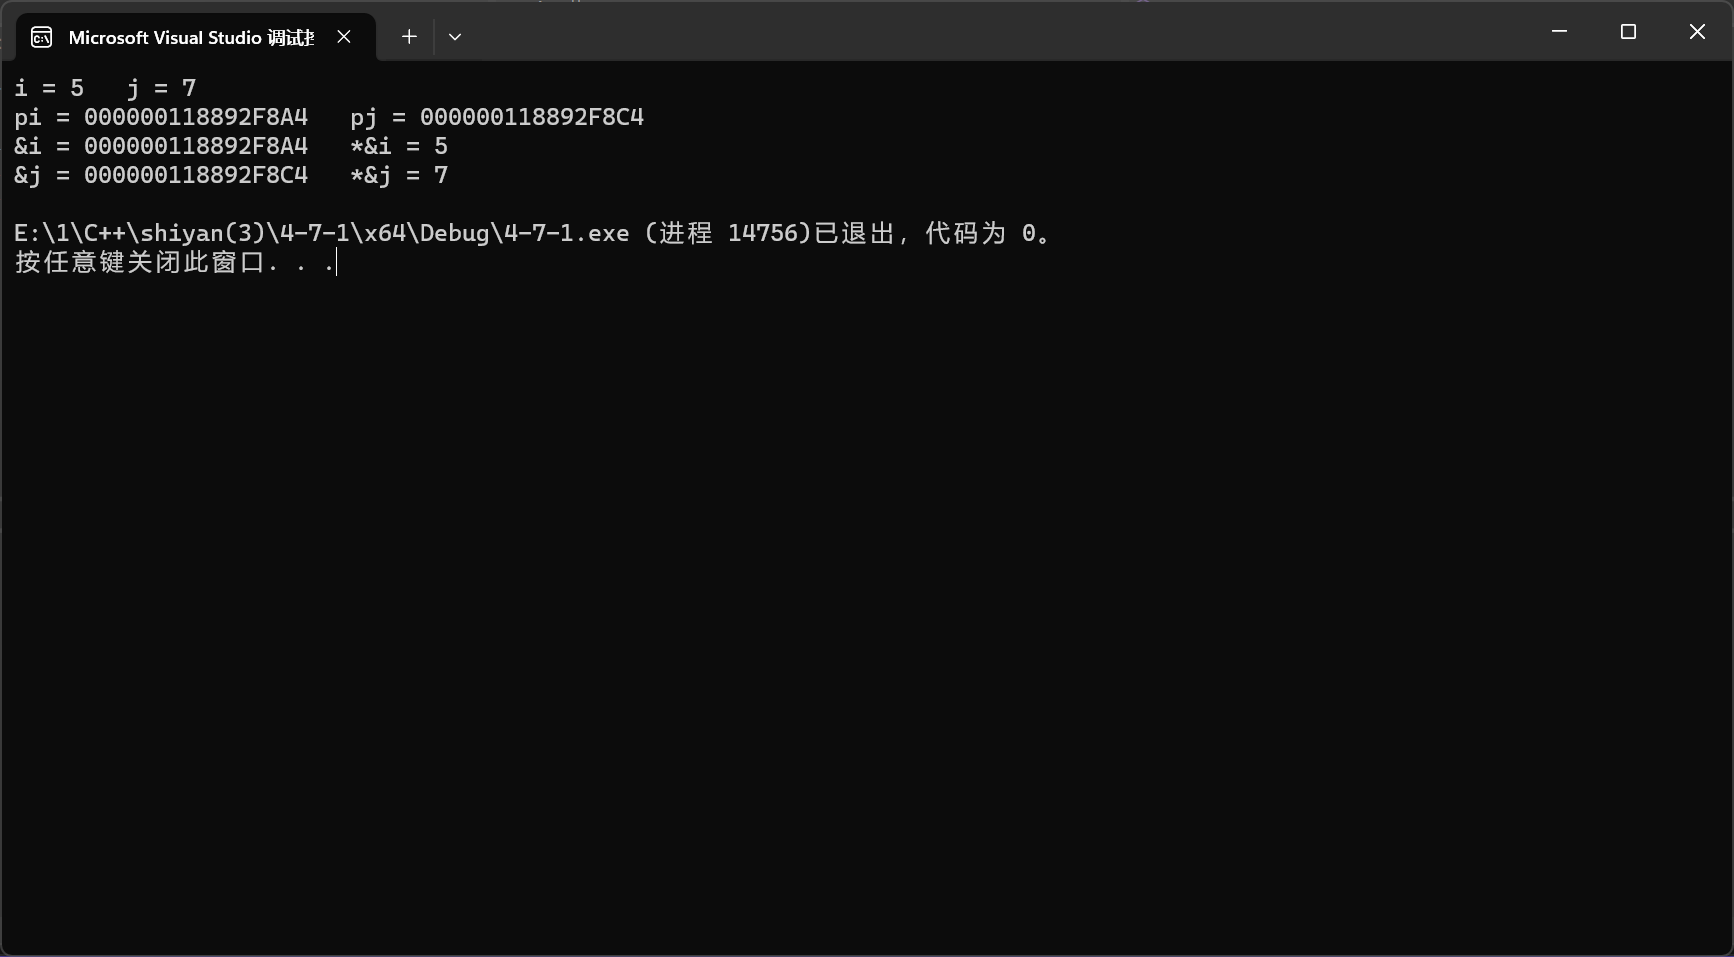 Microsoft Visual Studio 调试
i = 5   j = 7
pi = 000000118892F8A4   pj = 000000118892F8C4
&i = 000000118892F8A4   *&i = 5
&j = 000000118892F8C4   *&j = 7
E:\1\C++\shiyan(3)\4-7-1\x64\Debug\4-7-1.exe (进程 14756)已退出，代码为 0。
按任意键关闭此窗口. . .